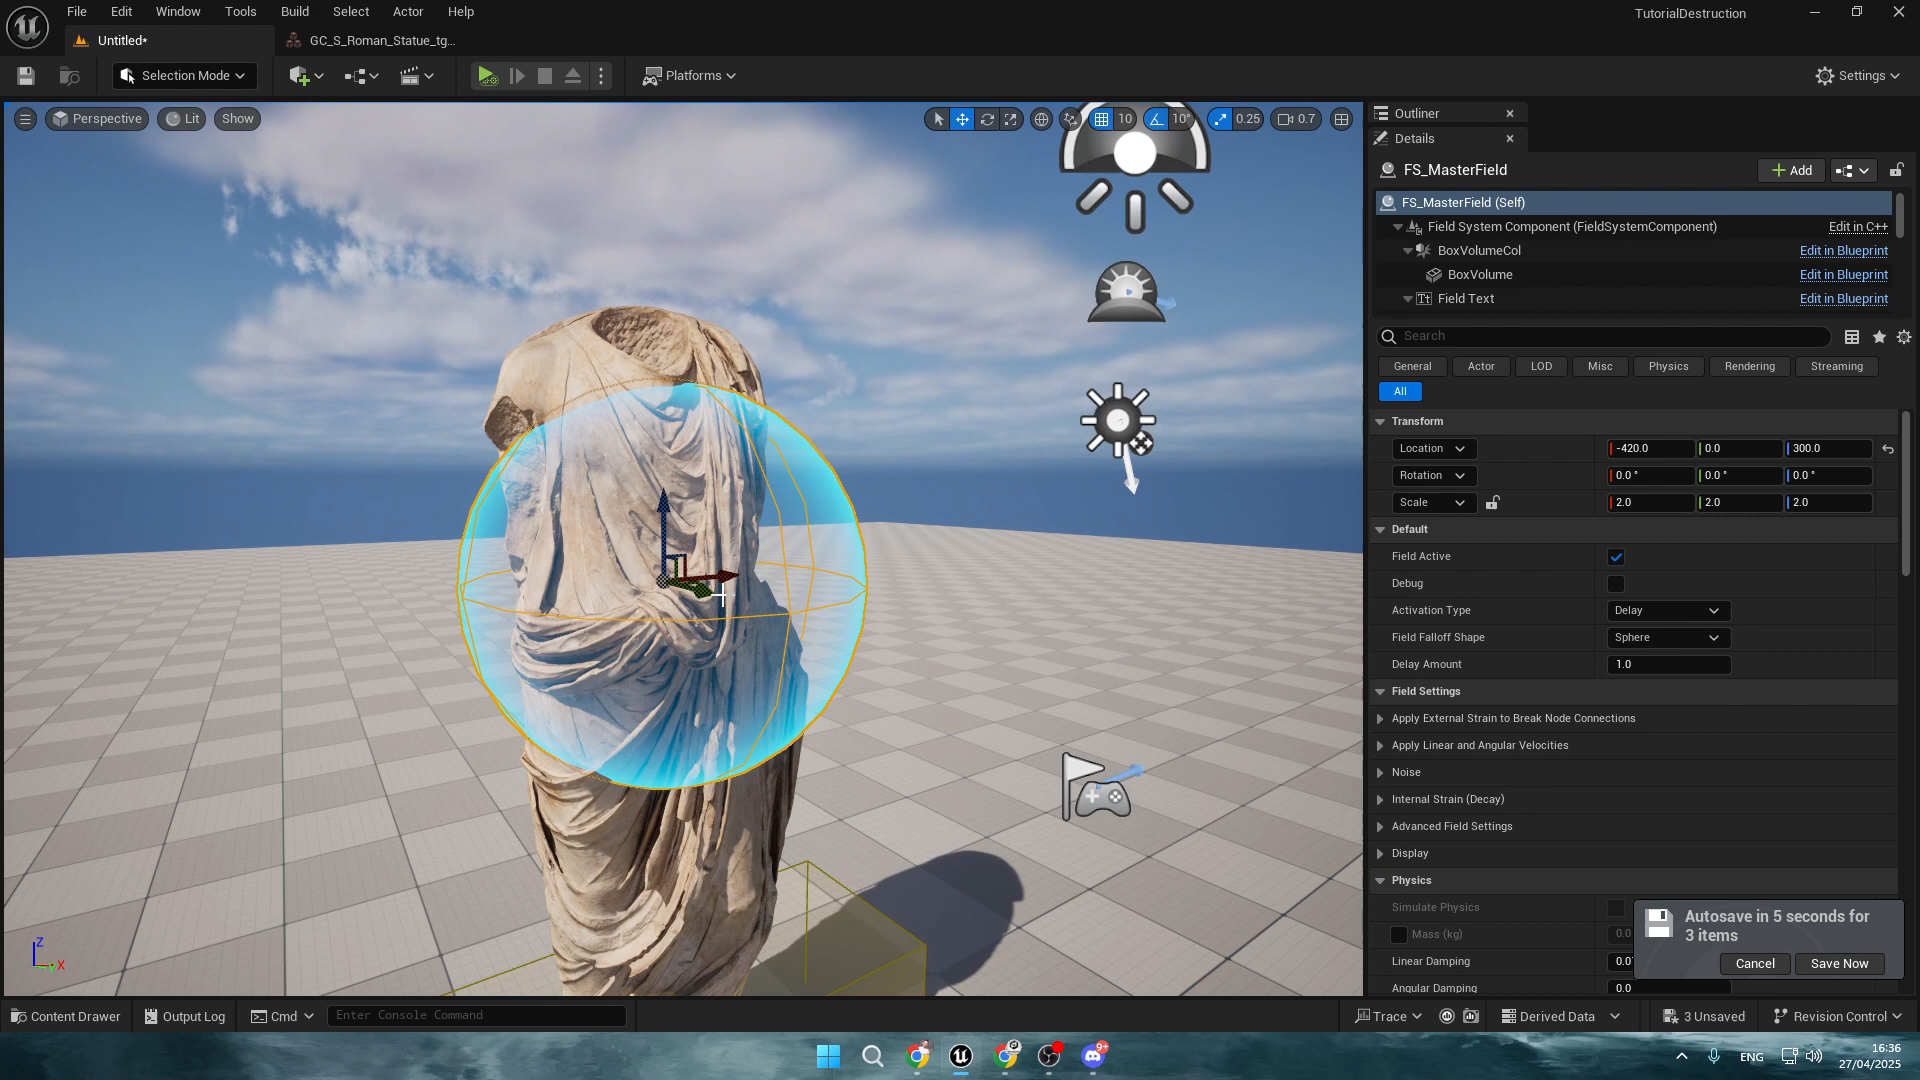 File Edit Window Tools Build Select Actor Help
TutorialDestruction
Untitled*
GC_S_Roman_Statue_tg...
Selection Mode
Platforms
Settings
Perspective Lit Show
10 10° 0.25 0.7
Outliner
Details
FS_MasterField
Add
FS_MasterField (Self)
Field System Component (FieldSystemComponent) Edit in C++
BoxVolumeCol Edit in Blueprint
BoxVolume Edit in Blueprint
Field Text Edit in Blueprint
Search
General Actor LOD Misc Physics Rendering Streaming
All
Transform
Location -420.0 0.0 300.0
Rotation 0.0 ° 0.0 ° 0.0 °
Scale 2.0 2.0 2.0
Default
Field Active
Debug
Activation Type Delay
Field Falloff Shape Sphere
Delay Amount 1.0
Field Settings
Apply External Strain to Break Node Connections
Apply Linear and Angular Velocities
Noise
Internal Strain (Decay)
Advanced Field Settings
Display
Physics
Simulate Physics
Mass (kg) 0.0
Linear Damping 0.0
Angular Damping 0.0
Autosave in 5 seconds for
3 items
Cancel Save Now
Z
Y X
Content Drawer Output Log Cmd Enter Console Command
Trace Derived Data 3 Unsaved Revision Control
9+
ENG
16:36
27/04/2025